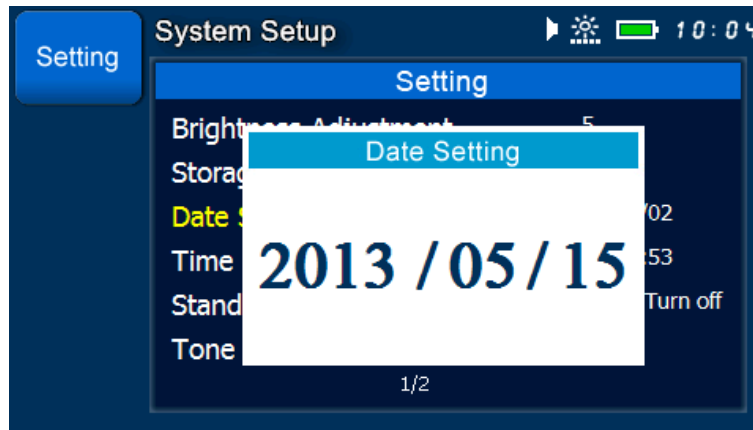 Setting
System Setup
10:04
Setting
Brightness Adjustment 5
Date Setting
Storag
Date S /02
2013 /05/ 15
Time :53
Stand Turn off
Tone
1/2